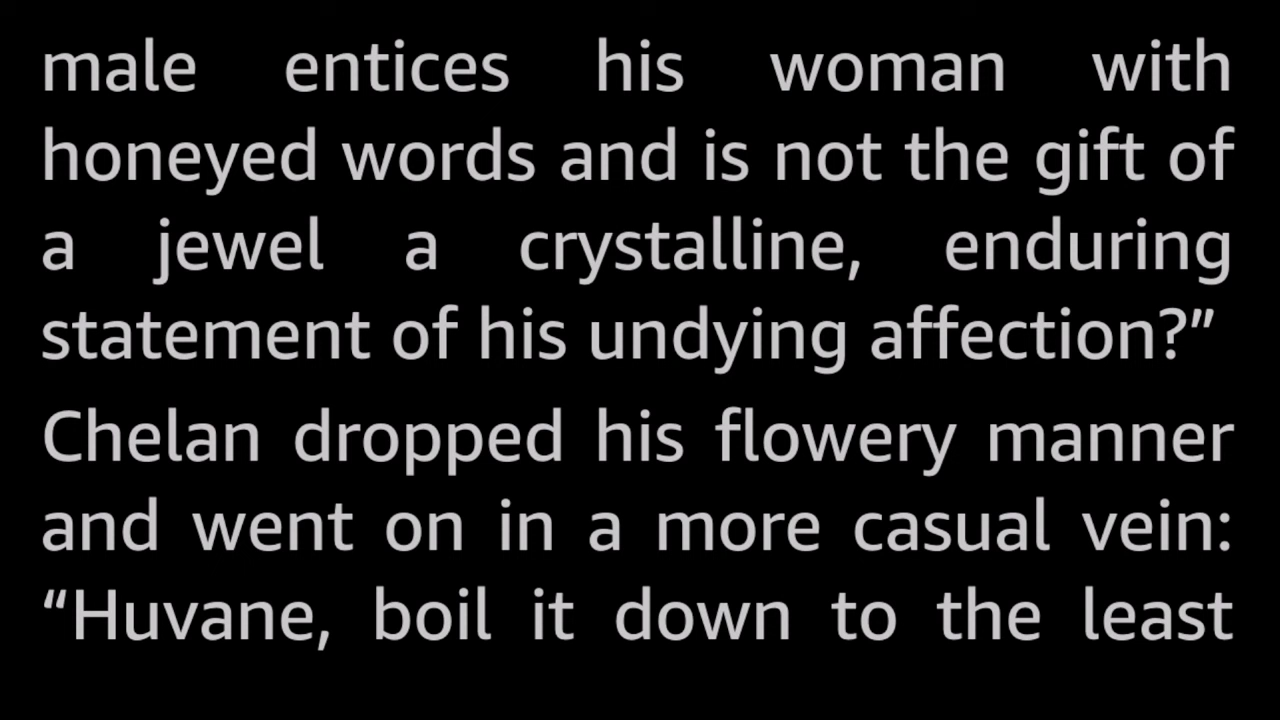 male entices his woman with
honeyed words and is not the gift of
a jewel a crystalline, enduring
statement of his undying affection?”
Chelan dropped his flowery manner
and went on in a more casual vein:
“Huvane, boil it down to the least